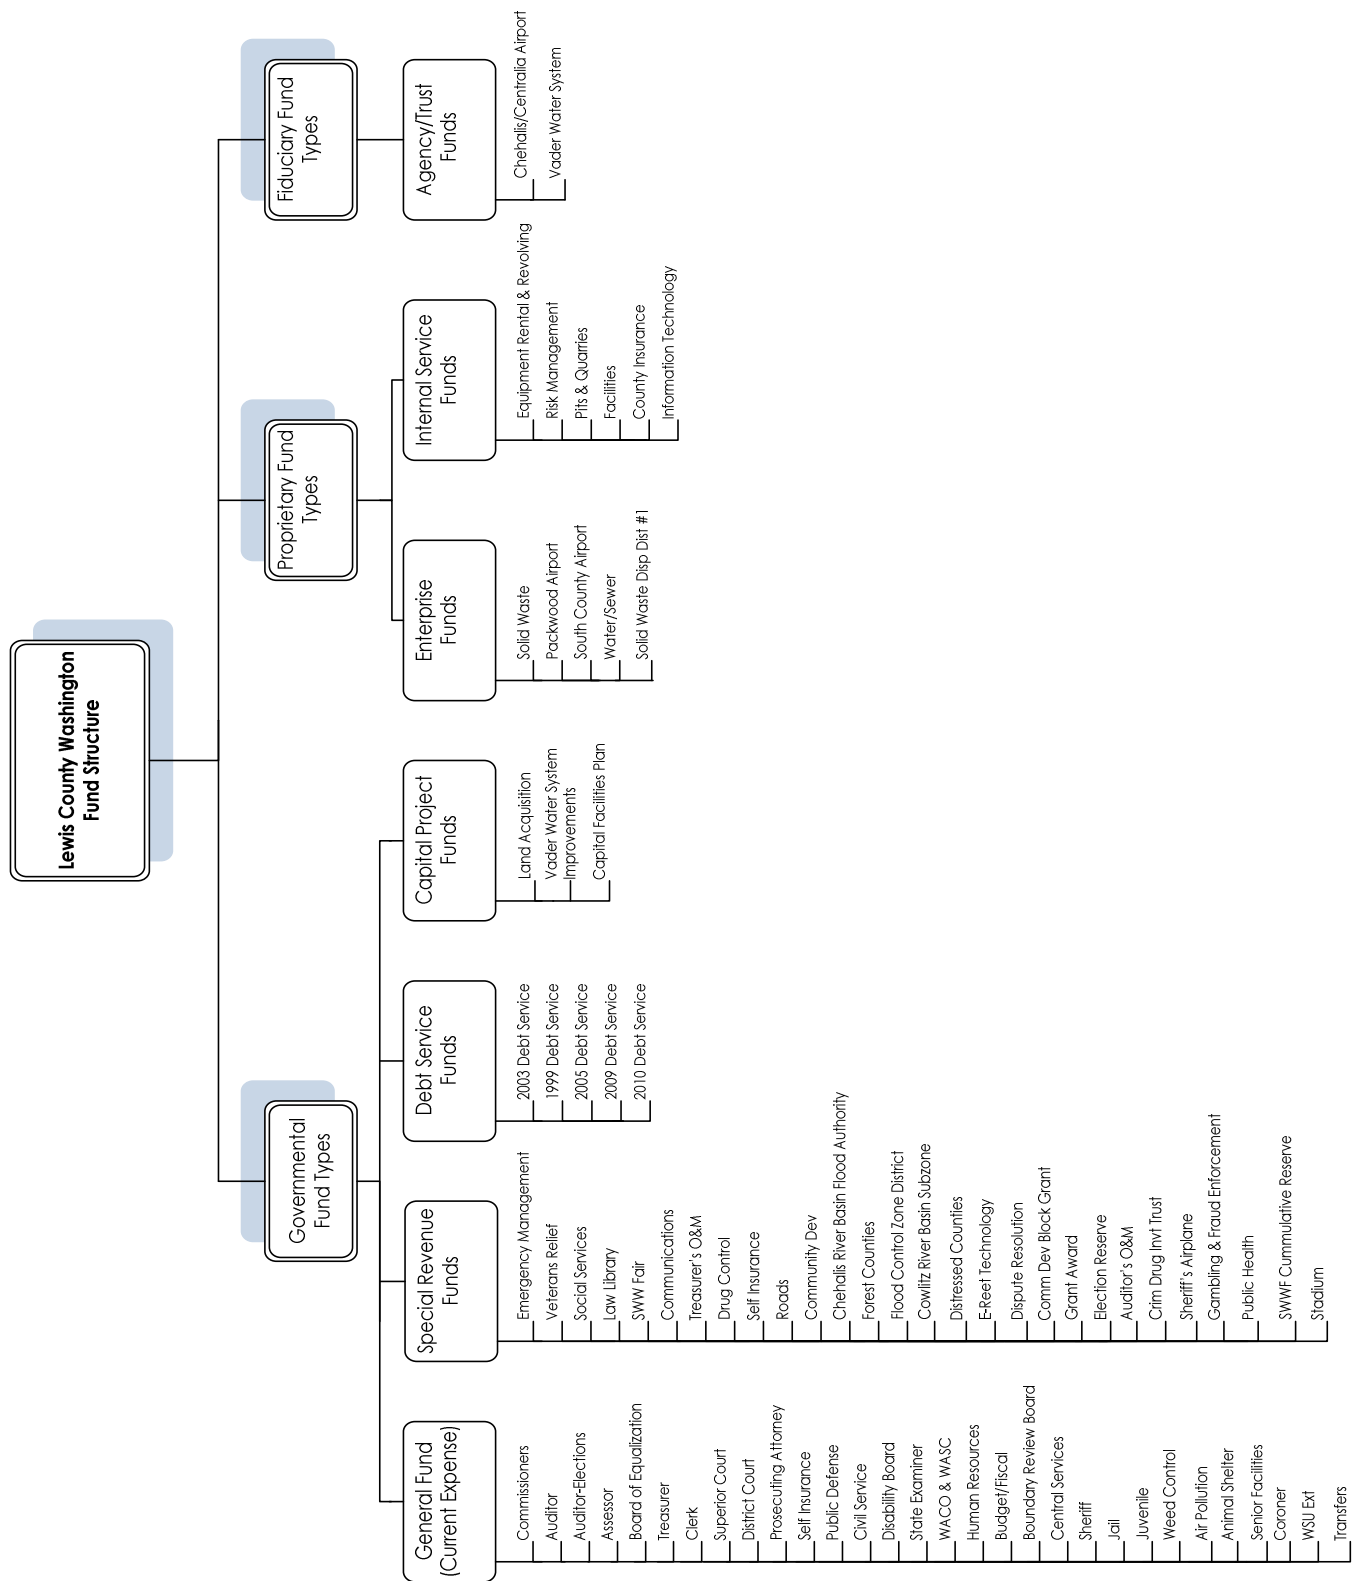 Lewis County Washington
Fund Structure
Governmental
Fund Types
Proprietary Fund
Types
Fiduciary Fund
Types
General Fund
(Current Expense)
Commissioners
Auditor
Auditor-Elections
Assessor
Board of Equalization
Treasurer
Clerk
Superior Court
District Court
Prosecuting Attorney
Self Insurance
Public Defense
Civil Service
Disability Board
State Examiner
WACO & WASC
Human Resources
Budget/Fiscal
Boundary Review Board
Central Services
Sheriff
Jail
Juvenile
Weed Control
Air Pollution
Animal Shelter
Senior Facilities
Coroner
WSU Ext
Transfers
Special Revenue
Funds
Emergency Management
Veterans Relief
Social Services
Law Library
SWW Fair
Communications
Treasurer's O&M
Drug Control
Self Insurance
Roads
Community Dev
Chehalis River Basin Flood Authority
Forest Counties
Flood Control Zone District
Cowlitz River Basin Subzone
Distressed Counties
E-Reet Technology
Dispute Resolution
Comm Dev Block Grant
Grant Award
Election Reserve
Auditor's O&M
Crim Drug Invt Trust
Sheriff's Airplane
Gambling & Fraud Enforcement
Public Health
SWWF Cummulative Reserve
Stadium
Debt Service
Funds
2003 Debt Service
1999 Debt Service
2005 Debt Service
2009 Debt Service
2010 Debt Service
Capital Project
Funds
Land Acquisition
Vader Water System
Improvements
Capital Facilities Plan
Enterprise
Funds
Solid Waste
Packwood Airport
South County Airport
Water/Sewer
Solid Waste Disp Dist #1
Internal Service
Funds
Equipment Rental & Revolving
Risk Management
Pits & Quarries
Facilities
County Insurance
Information Technology
Agency/Trust
Funds
Chehalis/Centralia Airport
Vader Water System